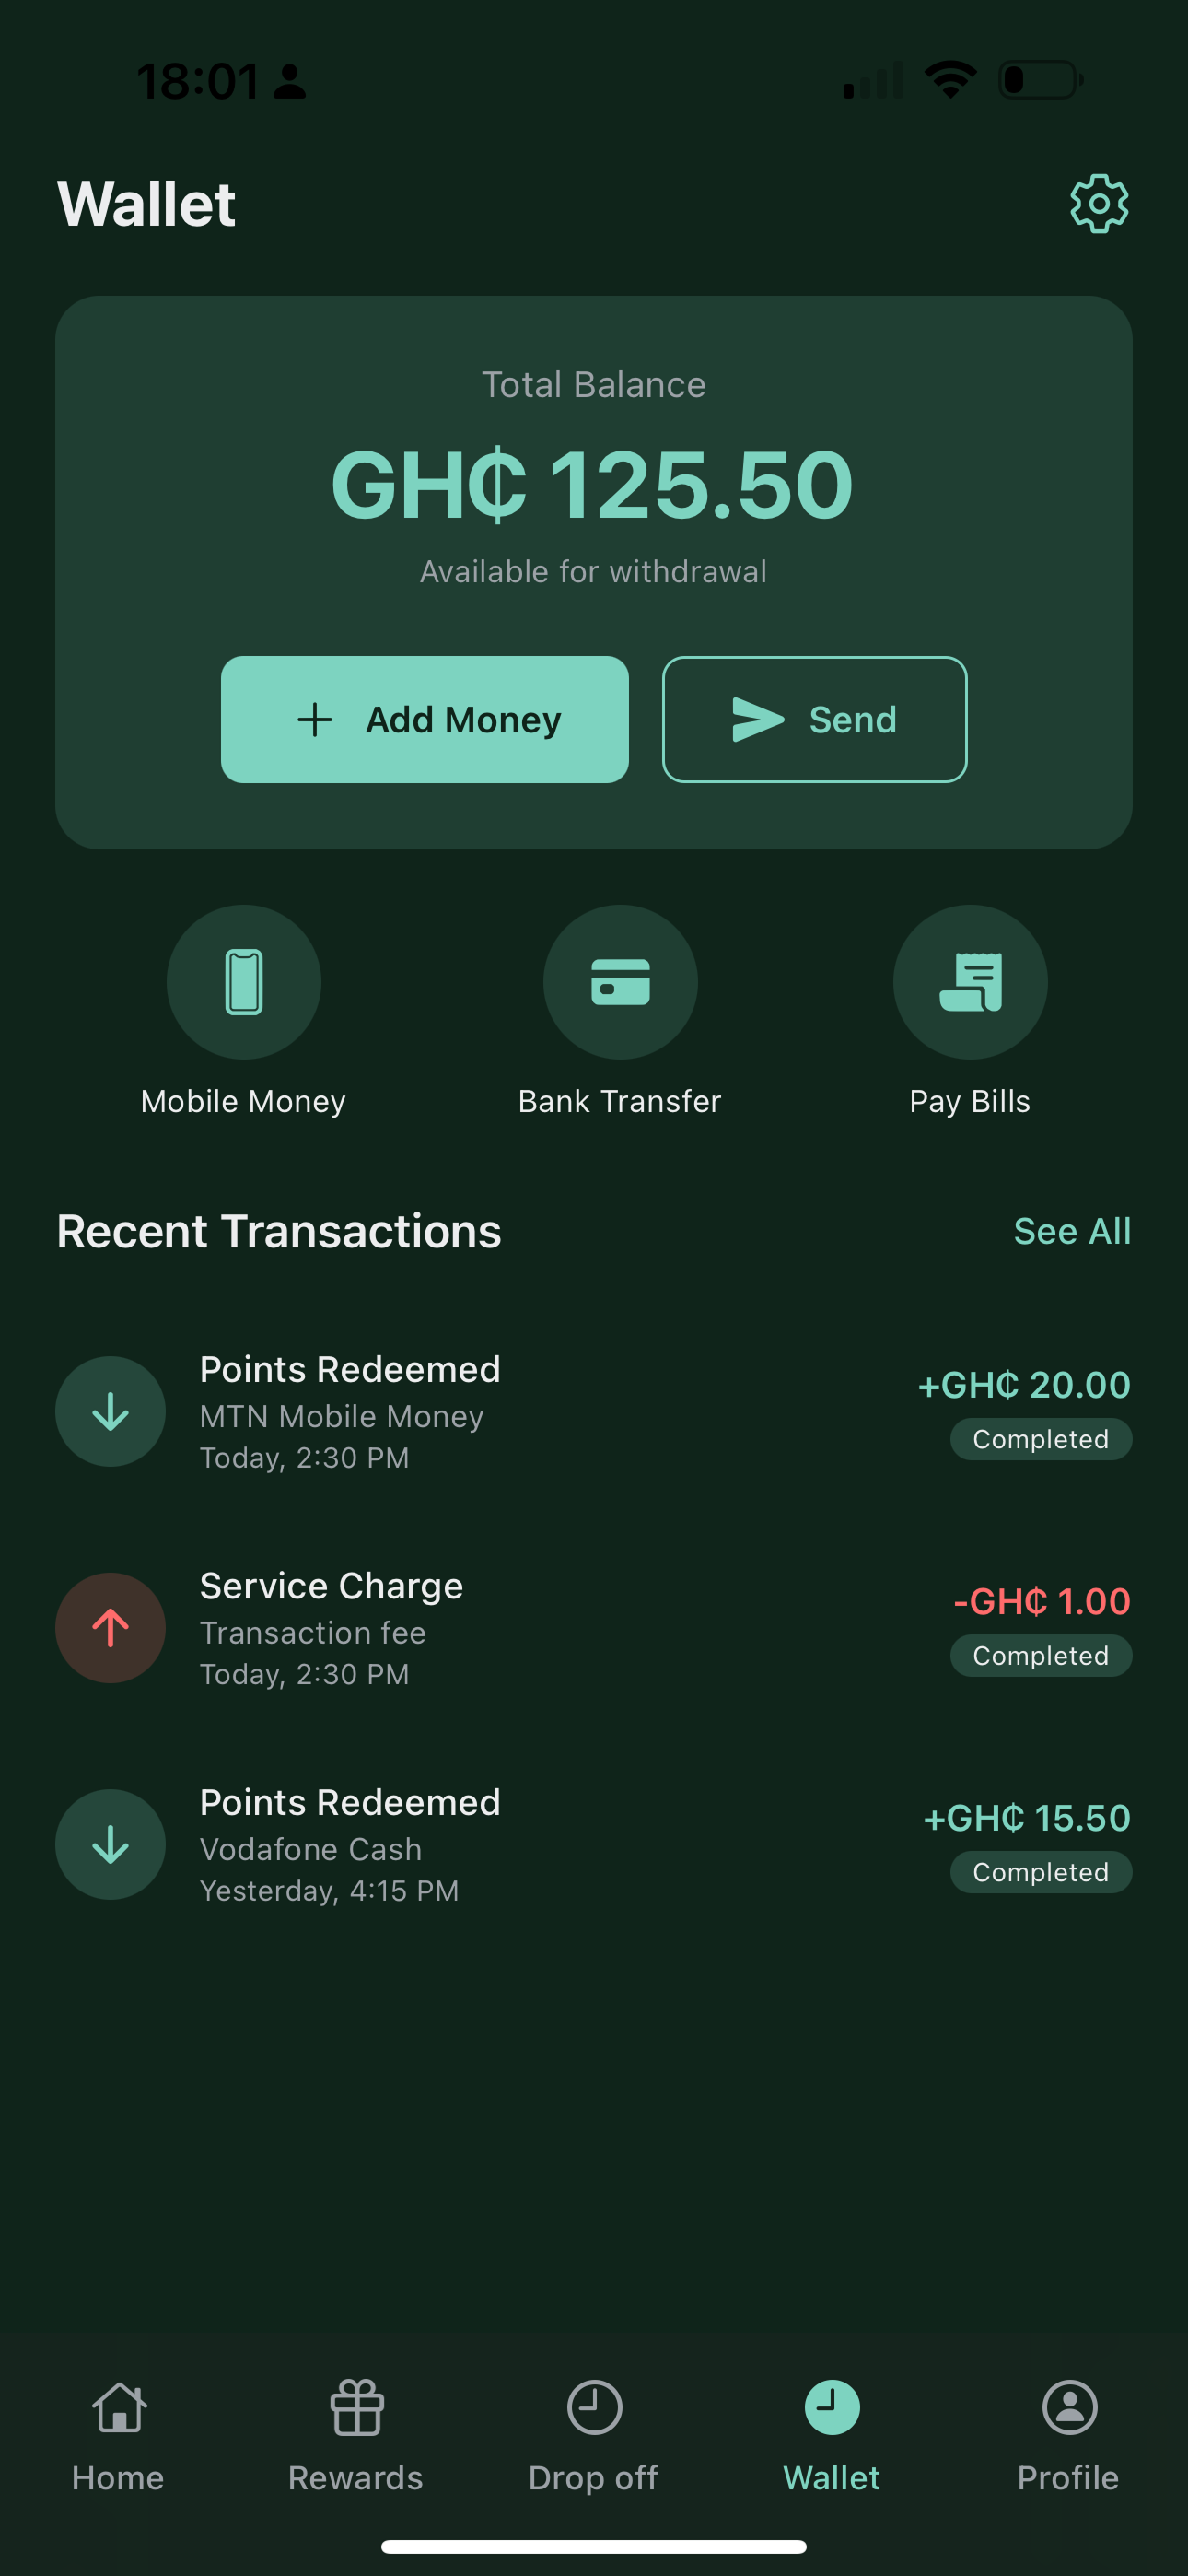 18:01
Wallet
Total Balance
GH₵ 125.50
Available for withdrawal
Add Money
Send
Mobile Money
Bank Transfer
Pay Bills
Recent Transactions
See All
Points Redeemed
MTN Mobile Money
Today, 2:30 PM
+GH₵ 20.00
Completed
Service Charge
Transaction fee
Today, 2:30 PM
-GH₵ 1.00
Completed
Points Redeemed
Vodafone Cash
Yesterday, 4:15 PM
+GH₵ 15.50
Completed
Home
Rewards
Drop off
Wallet
Profile